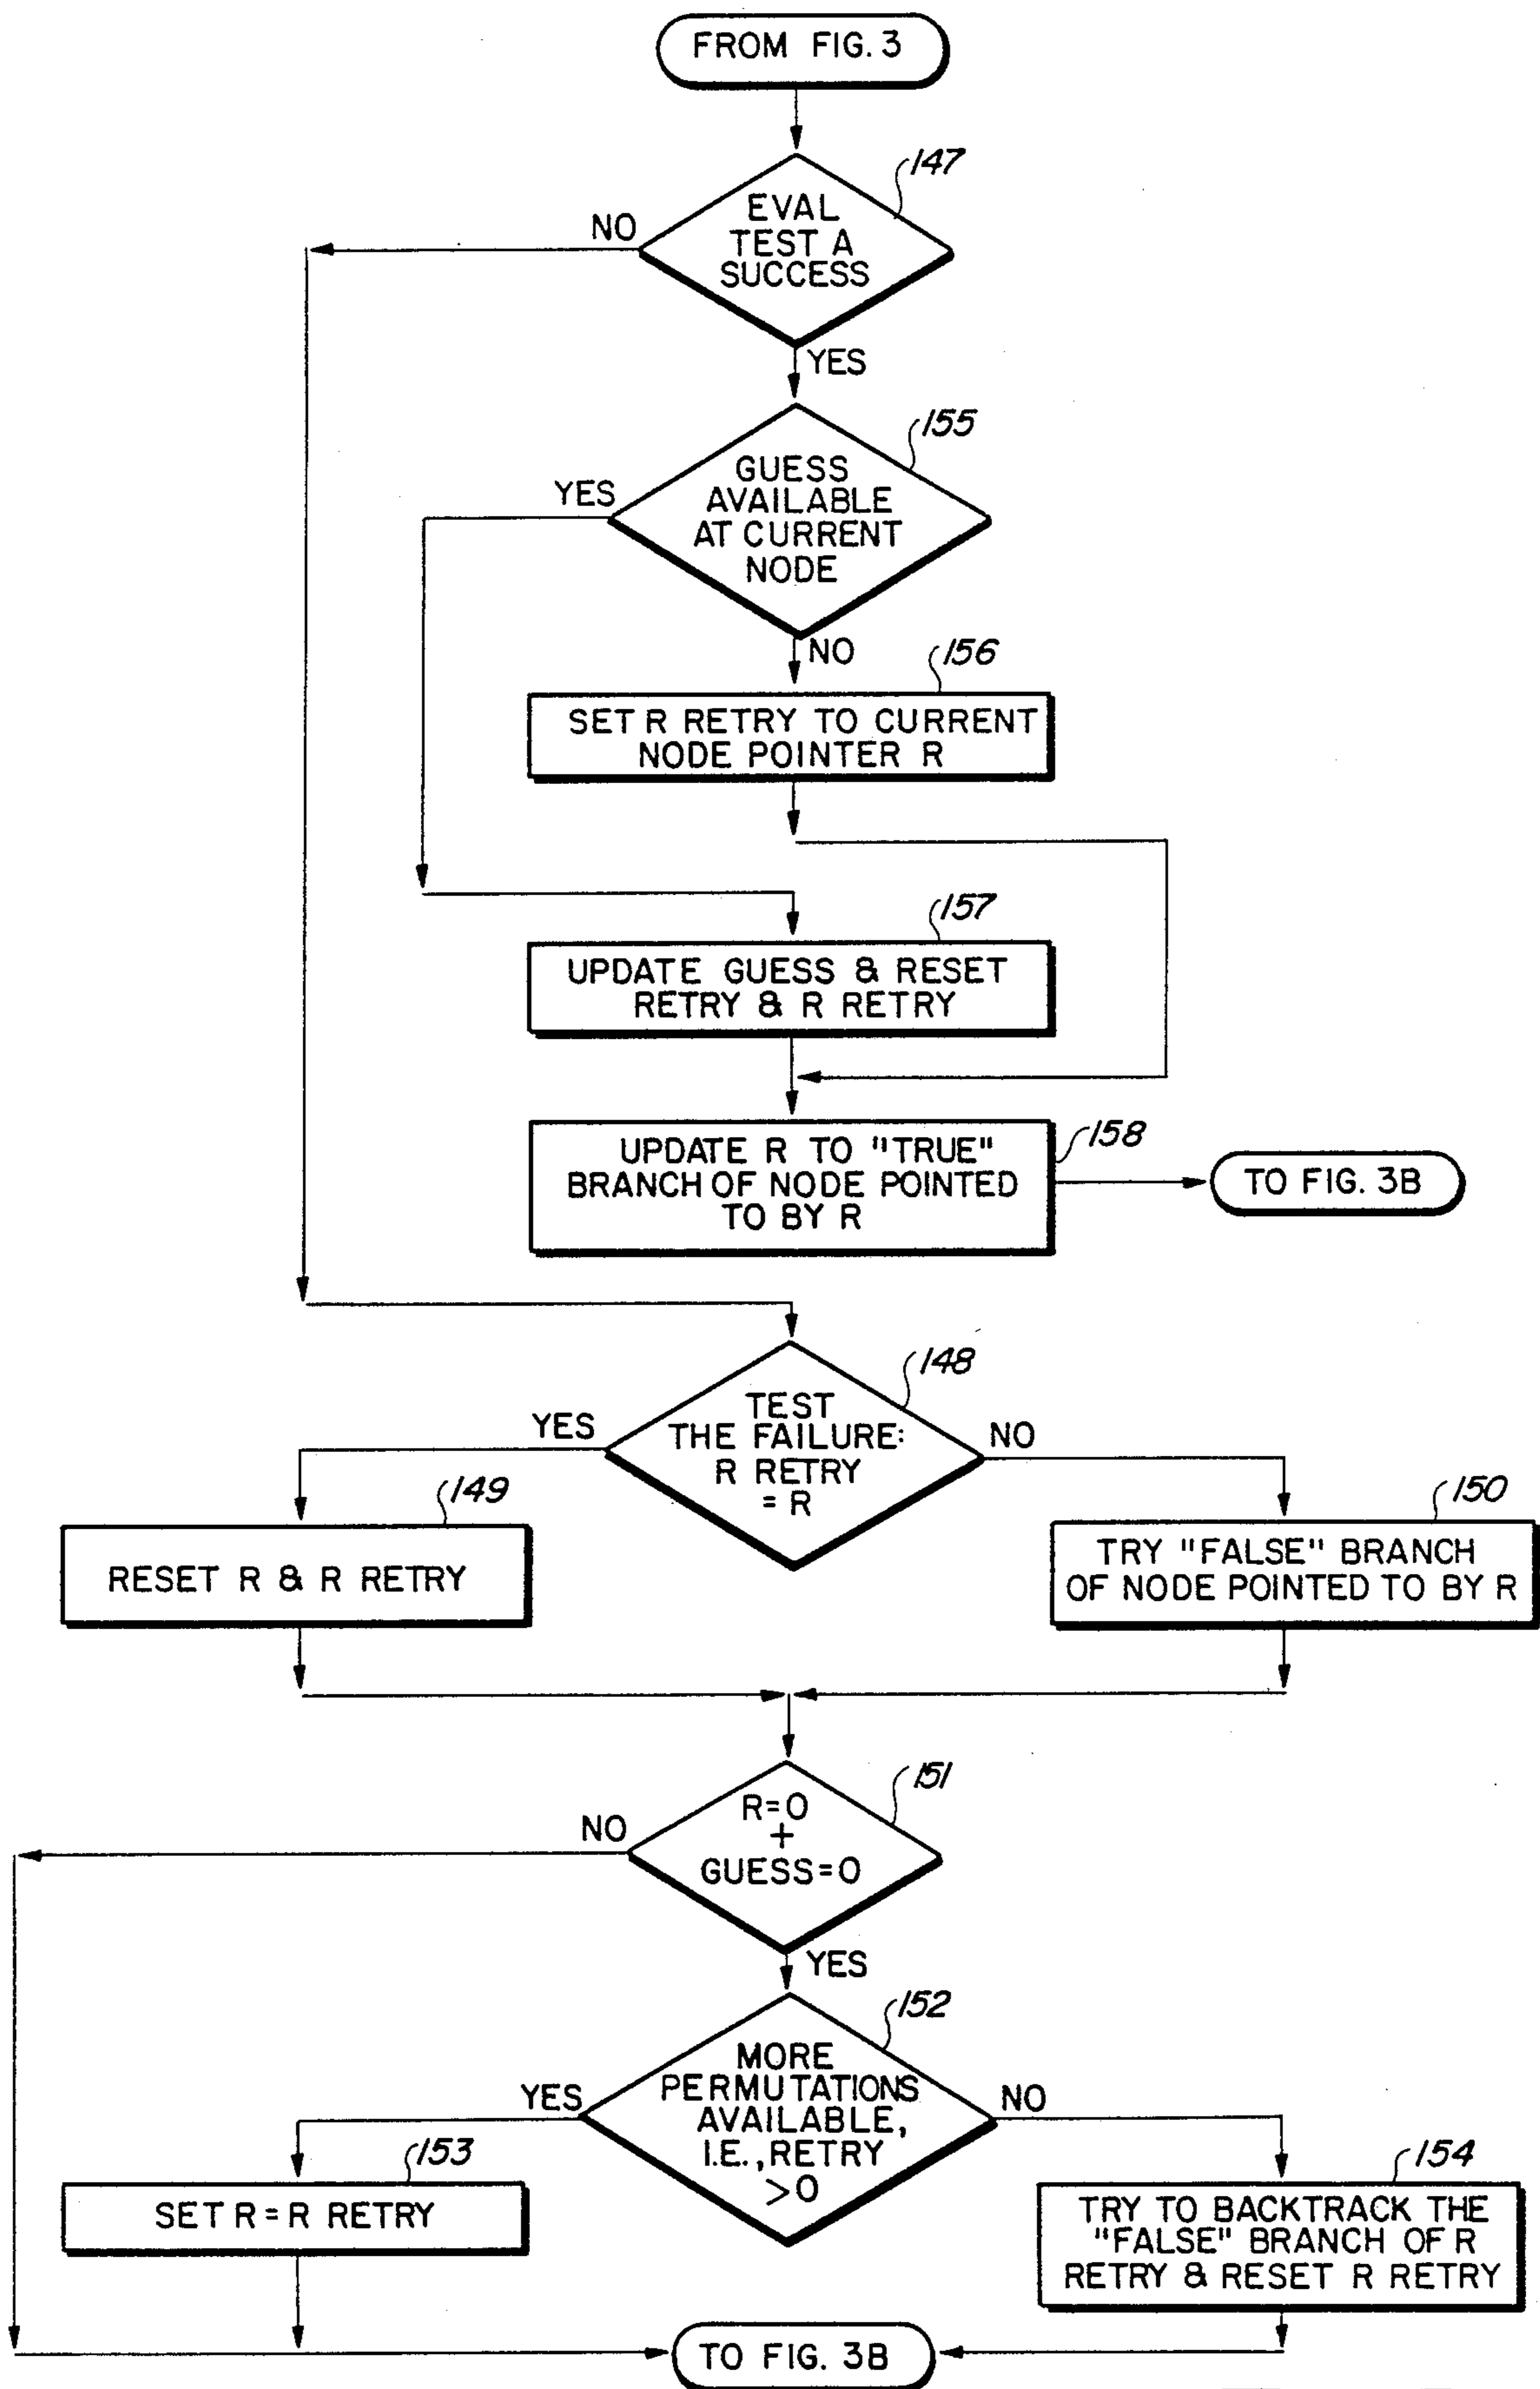 FROM FIG. 3
147
EVAL
TEST A
SUCCESS
NO
YES
155
GUESS
AVAILABLE
AT CURRENT
NODE
YES
NO
156
SET R RETRY TO CURRENT
NODE POINTER R
157
UPDATE GUESS & RESET
RETRY & R RETRY
158
UPDATE R TO "TRUE"
BRANCH OF NODE POINTED
TO BY R
TO FIG. 3B
148
TEST
THE FAILURE:
R RETRY
= R
YES
NO
149
RESET R & R RETRY
150
TRY "FALSE" BRANCH
OF NODE POINTED TO BY R
151
R=0
+
GUESS=0
NO
YES
152
MORE
PERMUTATIONS
AVAILABLE,
I.E., RETRY
>0
YES
NO
153
SET R = R RETRY
154
TRY TO BACKTRACK THE
"FALSE" BRANCH OF R
RETRY & RESET R RETRY
TO FIG. 3B